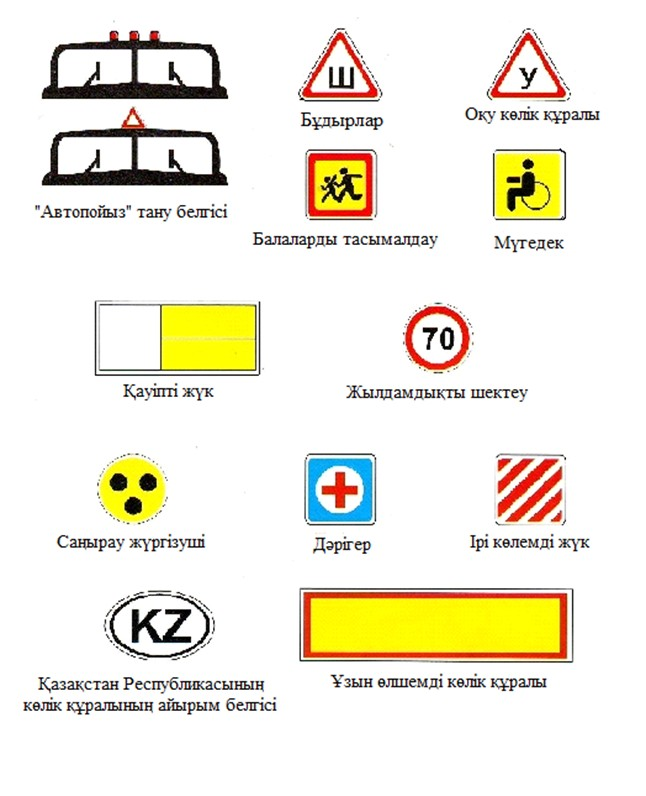 Ш
У
Бұдырлар
Оқу көлік құралы
"Автопойыз" тану белгісі
Балаларды тасымалдау
Мүтедек
70
Қауіпті жүк
Жылдамдықты шектеу
Саңырау жүргізуші
Дәрігер
Ірі көлемді жүк
KZ
Қазақстан Республикасының
көлік құралының айырым белгісі
Ұзын өлшемді көлік құралы